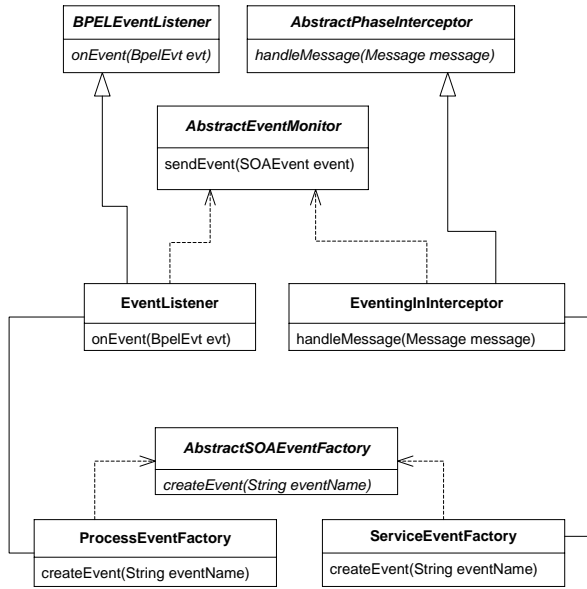 BPELEventListener
onEvent(BpelEvt evt)
AbstractPhaseInterceptor
handleMessage(Message message)
AbstractEventMonitor
sendEvent(SOAEvent event)
EventListener
onEvent(BpelEvt evt)
EventingInInterceptor
handleMessage(Message message)
AbstractSOAEventFactory
createEvent(String eventName)
ProcessEventFactory
createEvent(String eventName)
ServiceEventFactory
createEvent(String eventName)